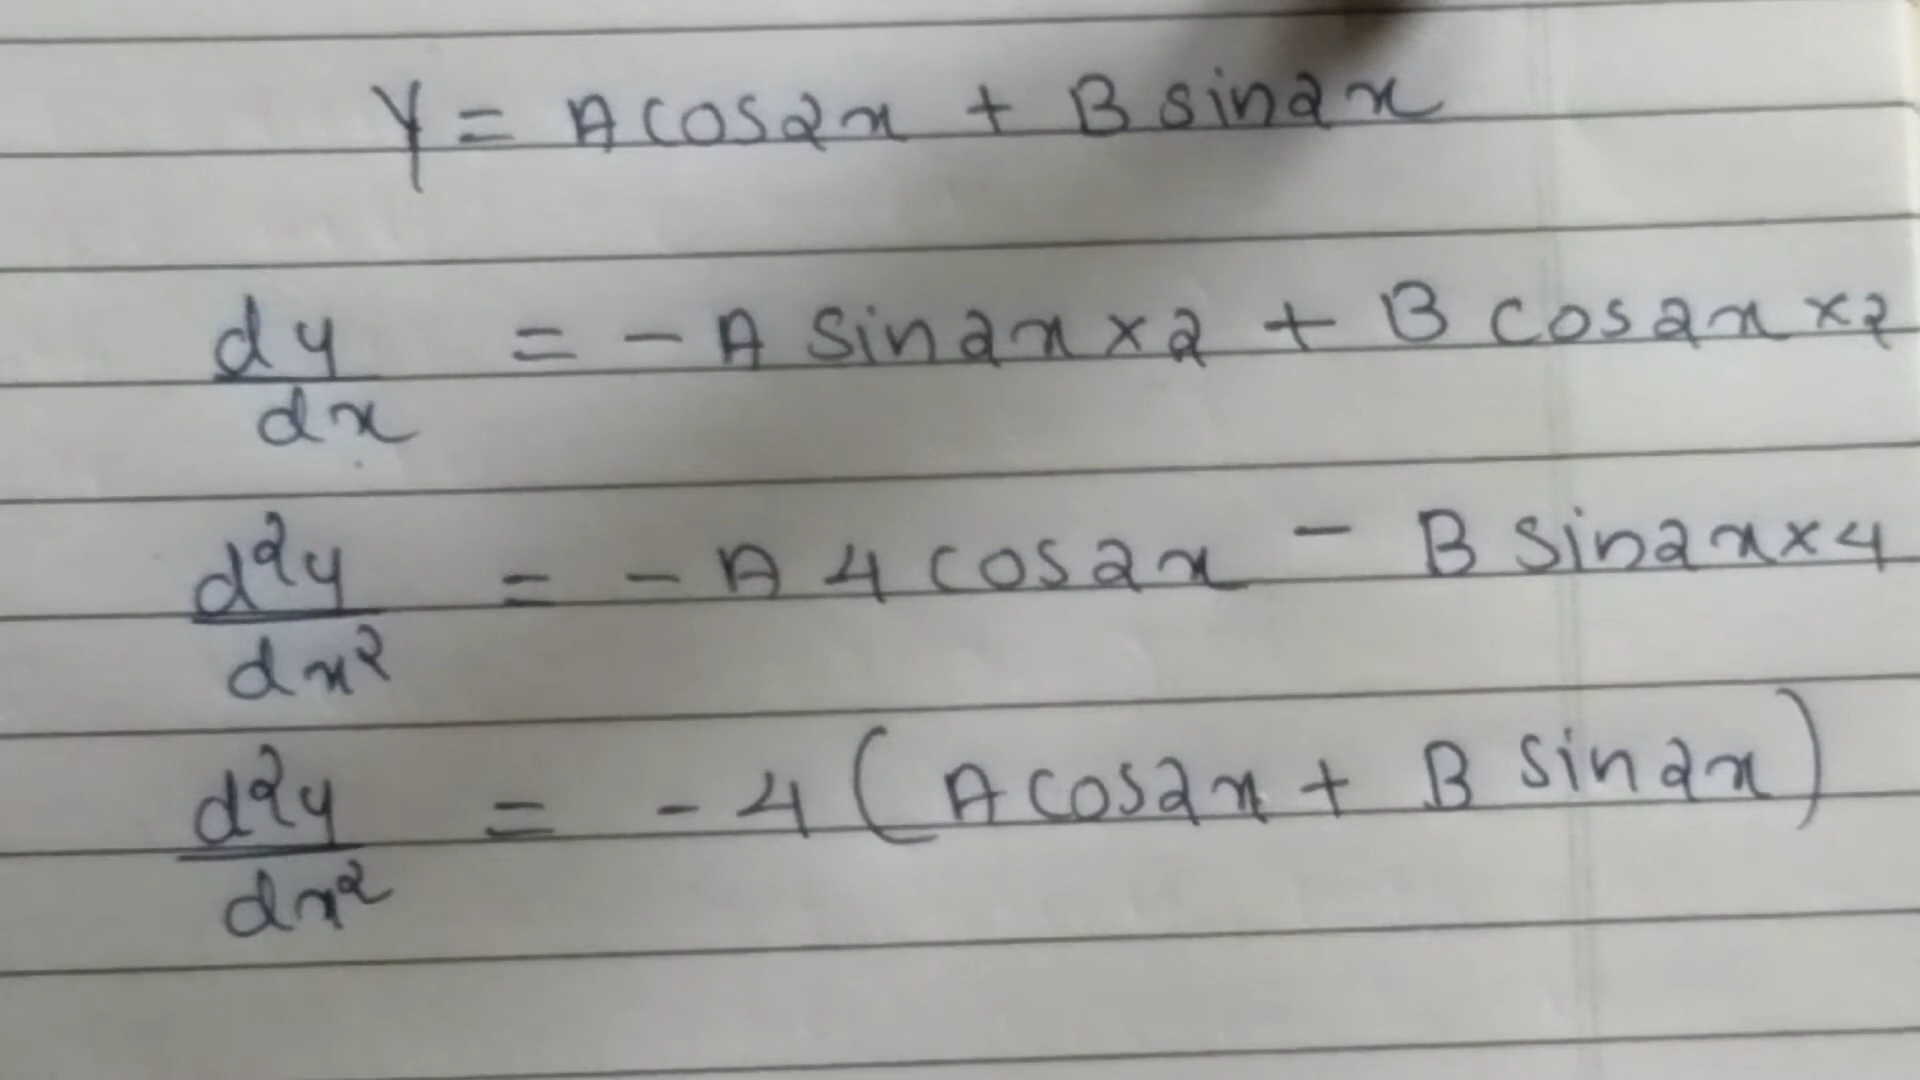 Y = A cos2x + B sin2x
dy/dx = - A sin2x × 2 + B cos2x × 2
d²y/dx² = - A 4 cos2x - B sin2x × 4
d²y/dx² = - 4 ( A cos2x + B sin2x )